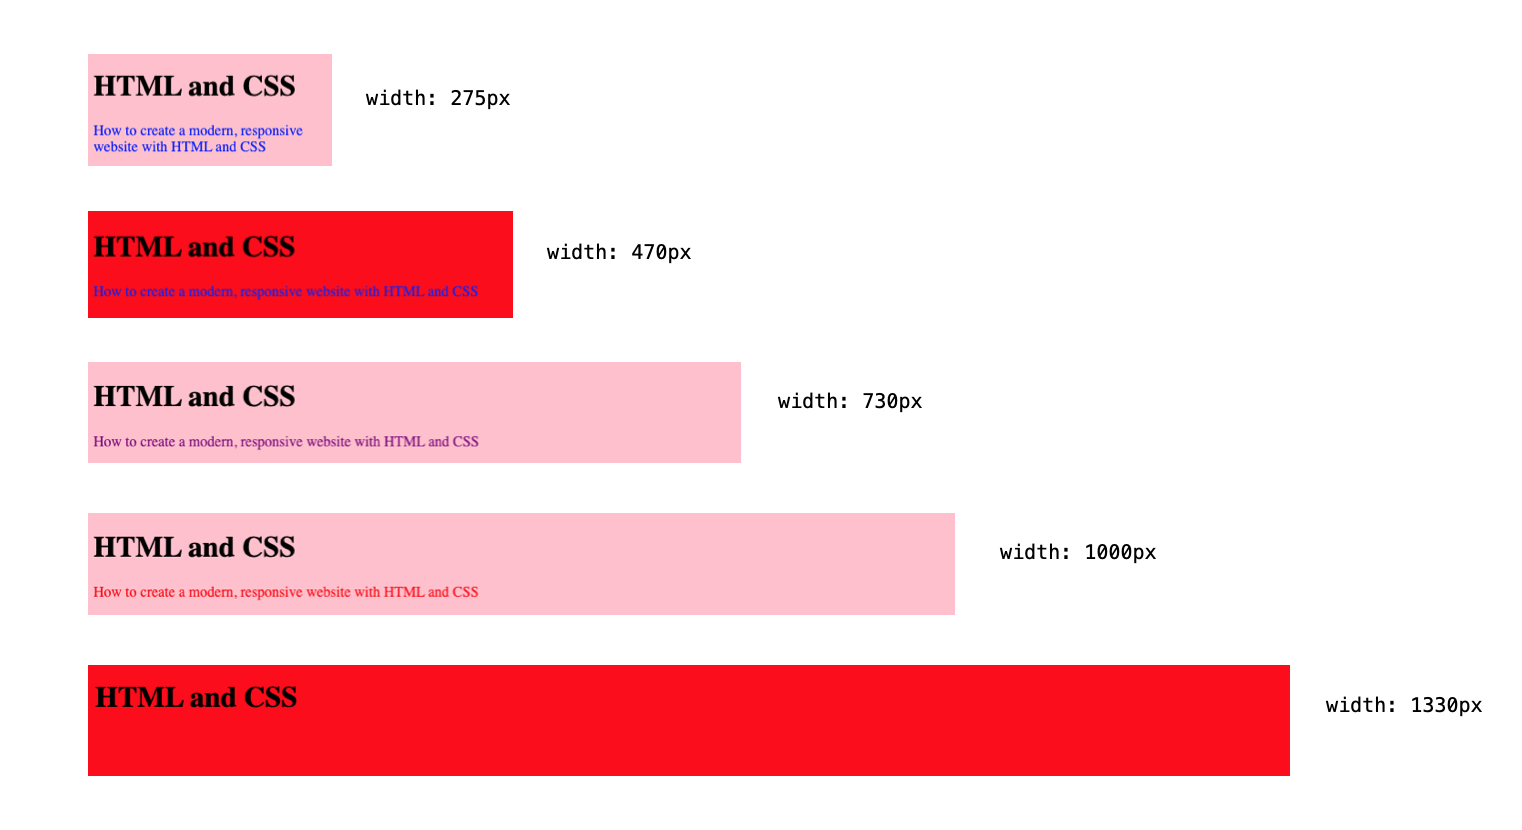 HTML and CSS
How to create a modern, responsive
website with HTML and CSS
width: 275px
HTML and CSS
How to create a modern, responsive website with HTML and CSS
width: 470px
HTML and CSS
How to create a modern, responsive website with HTML and CSS
width: 730px
HTML and CSS
How to create a modern, responsive website with HTML and CSS
width: 1000px
HTML and CSS
width: 1330px